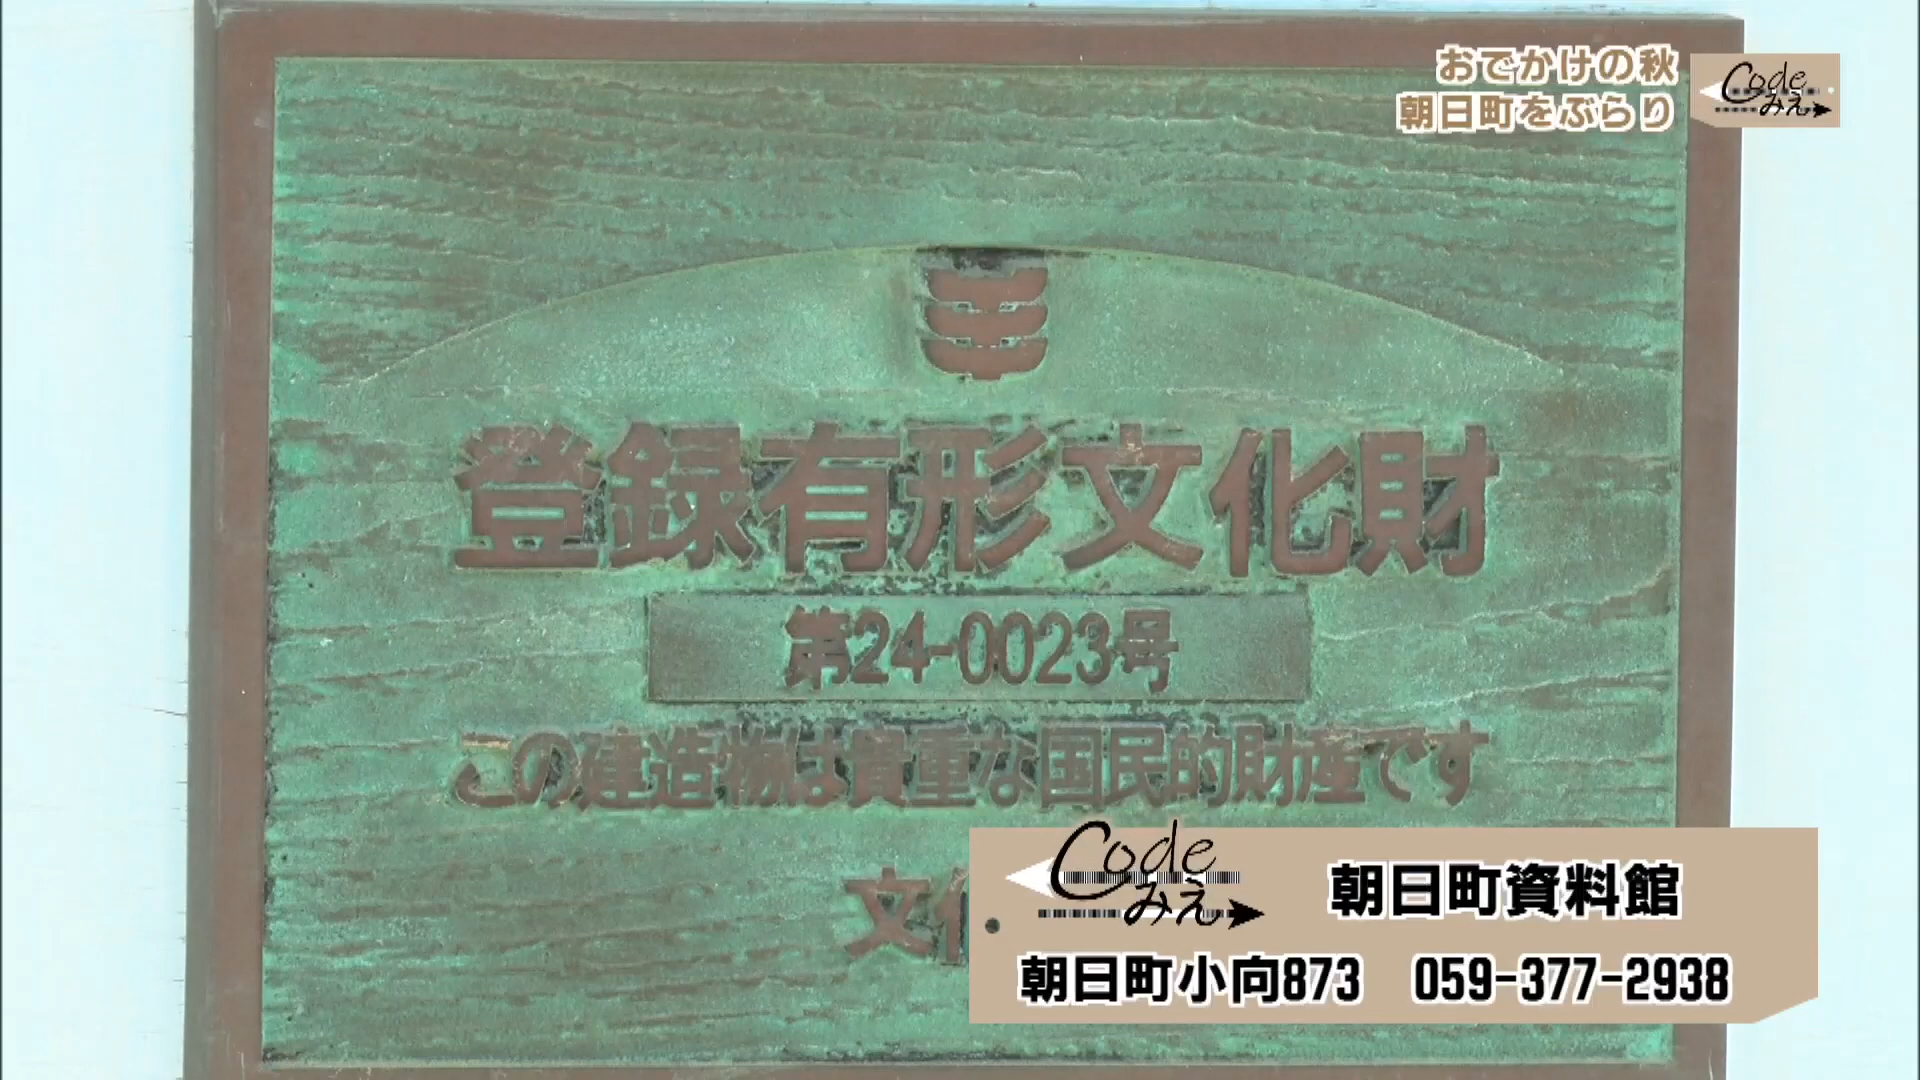 おでかけの秋
朝日町をぶらり
Code
みえ
登録有形文化財
第24-0023号
この建造物は貴重な国民的財産です
文化
Code
みえ
朝日町資料館
朝日町小向873 059-377-2938